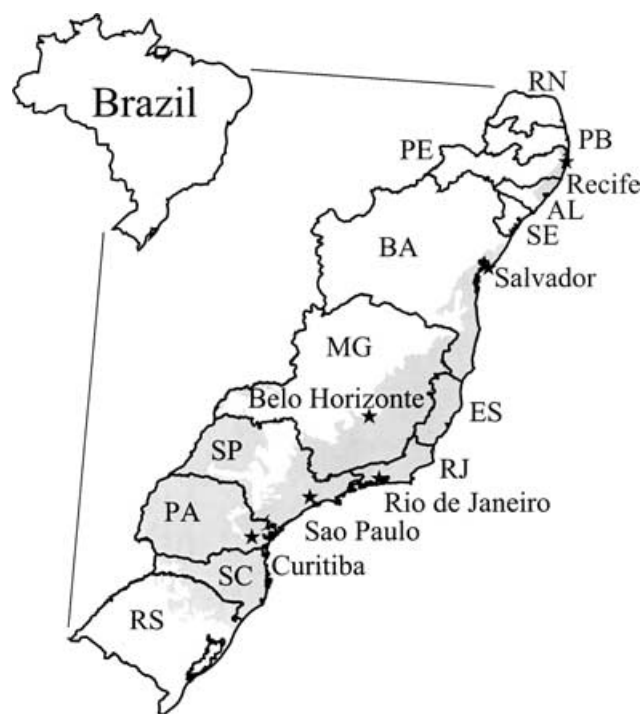 Brazil
RN
PB
PE
Recife
AL
SE
BA
Salvador
MG
Belo Horizonte
ES
SP
RJ
Rio de Janeiro
PA
Sao Paulo
Curitiba
SC
RS